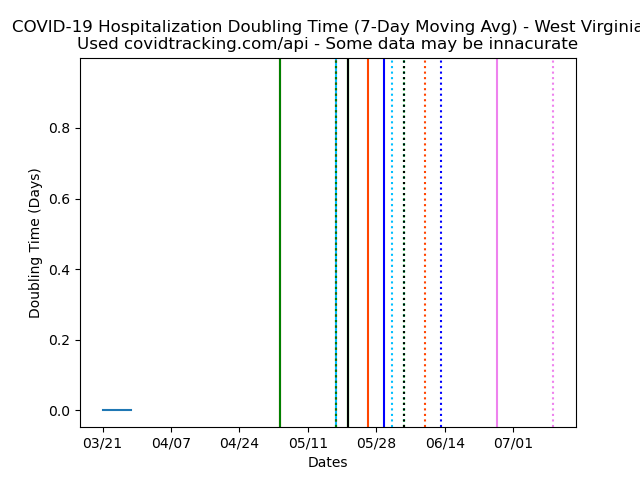 COVID-19 Hospitalization Doubling Time (7-Day Moving Avg) - West Virginia
Used covidtracking.com/api - Some data may be innacurate
0.8
0.6
0.4
0.2
0.0
Doubling Time (Days)
03/21 04/07 04/24 05/11 05/28 06/14 07/01
Dates